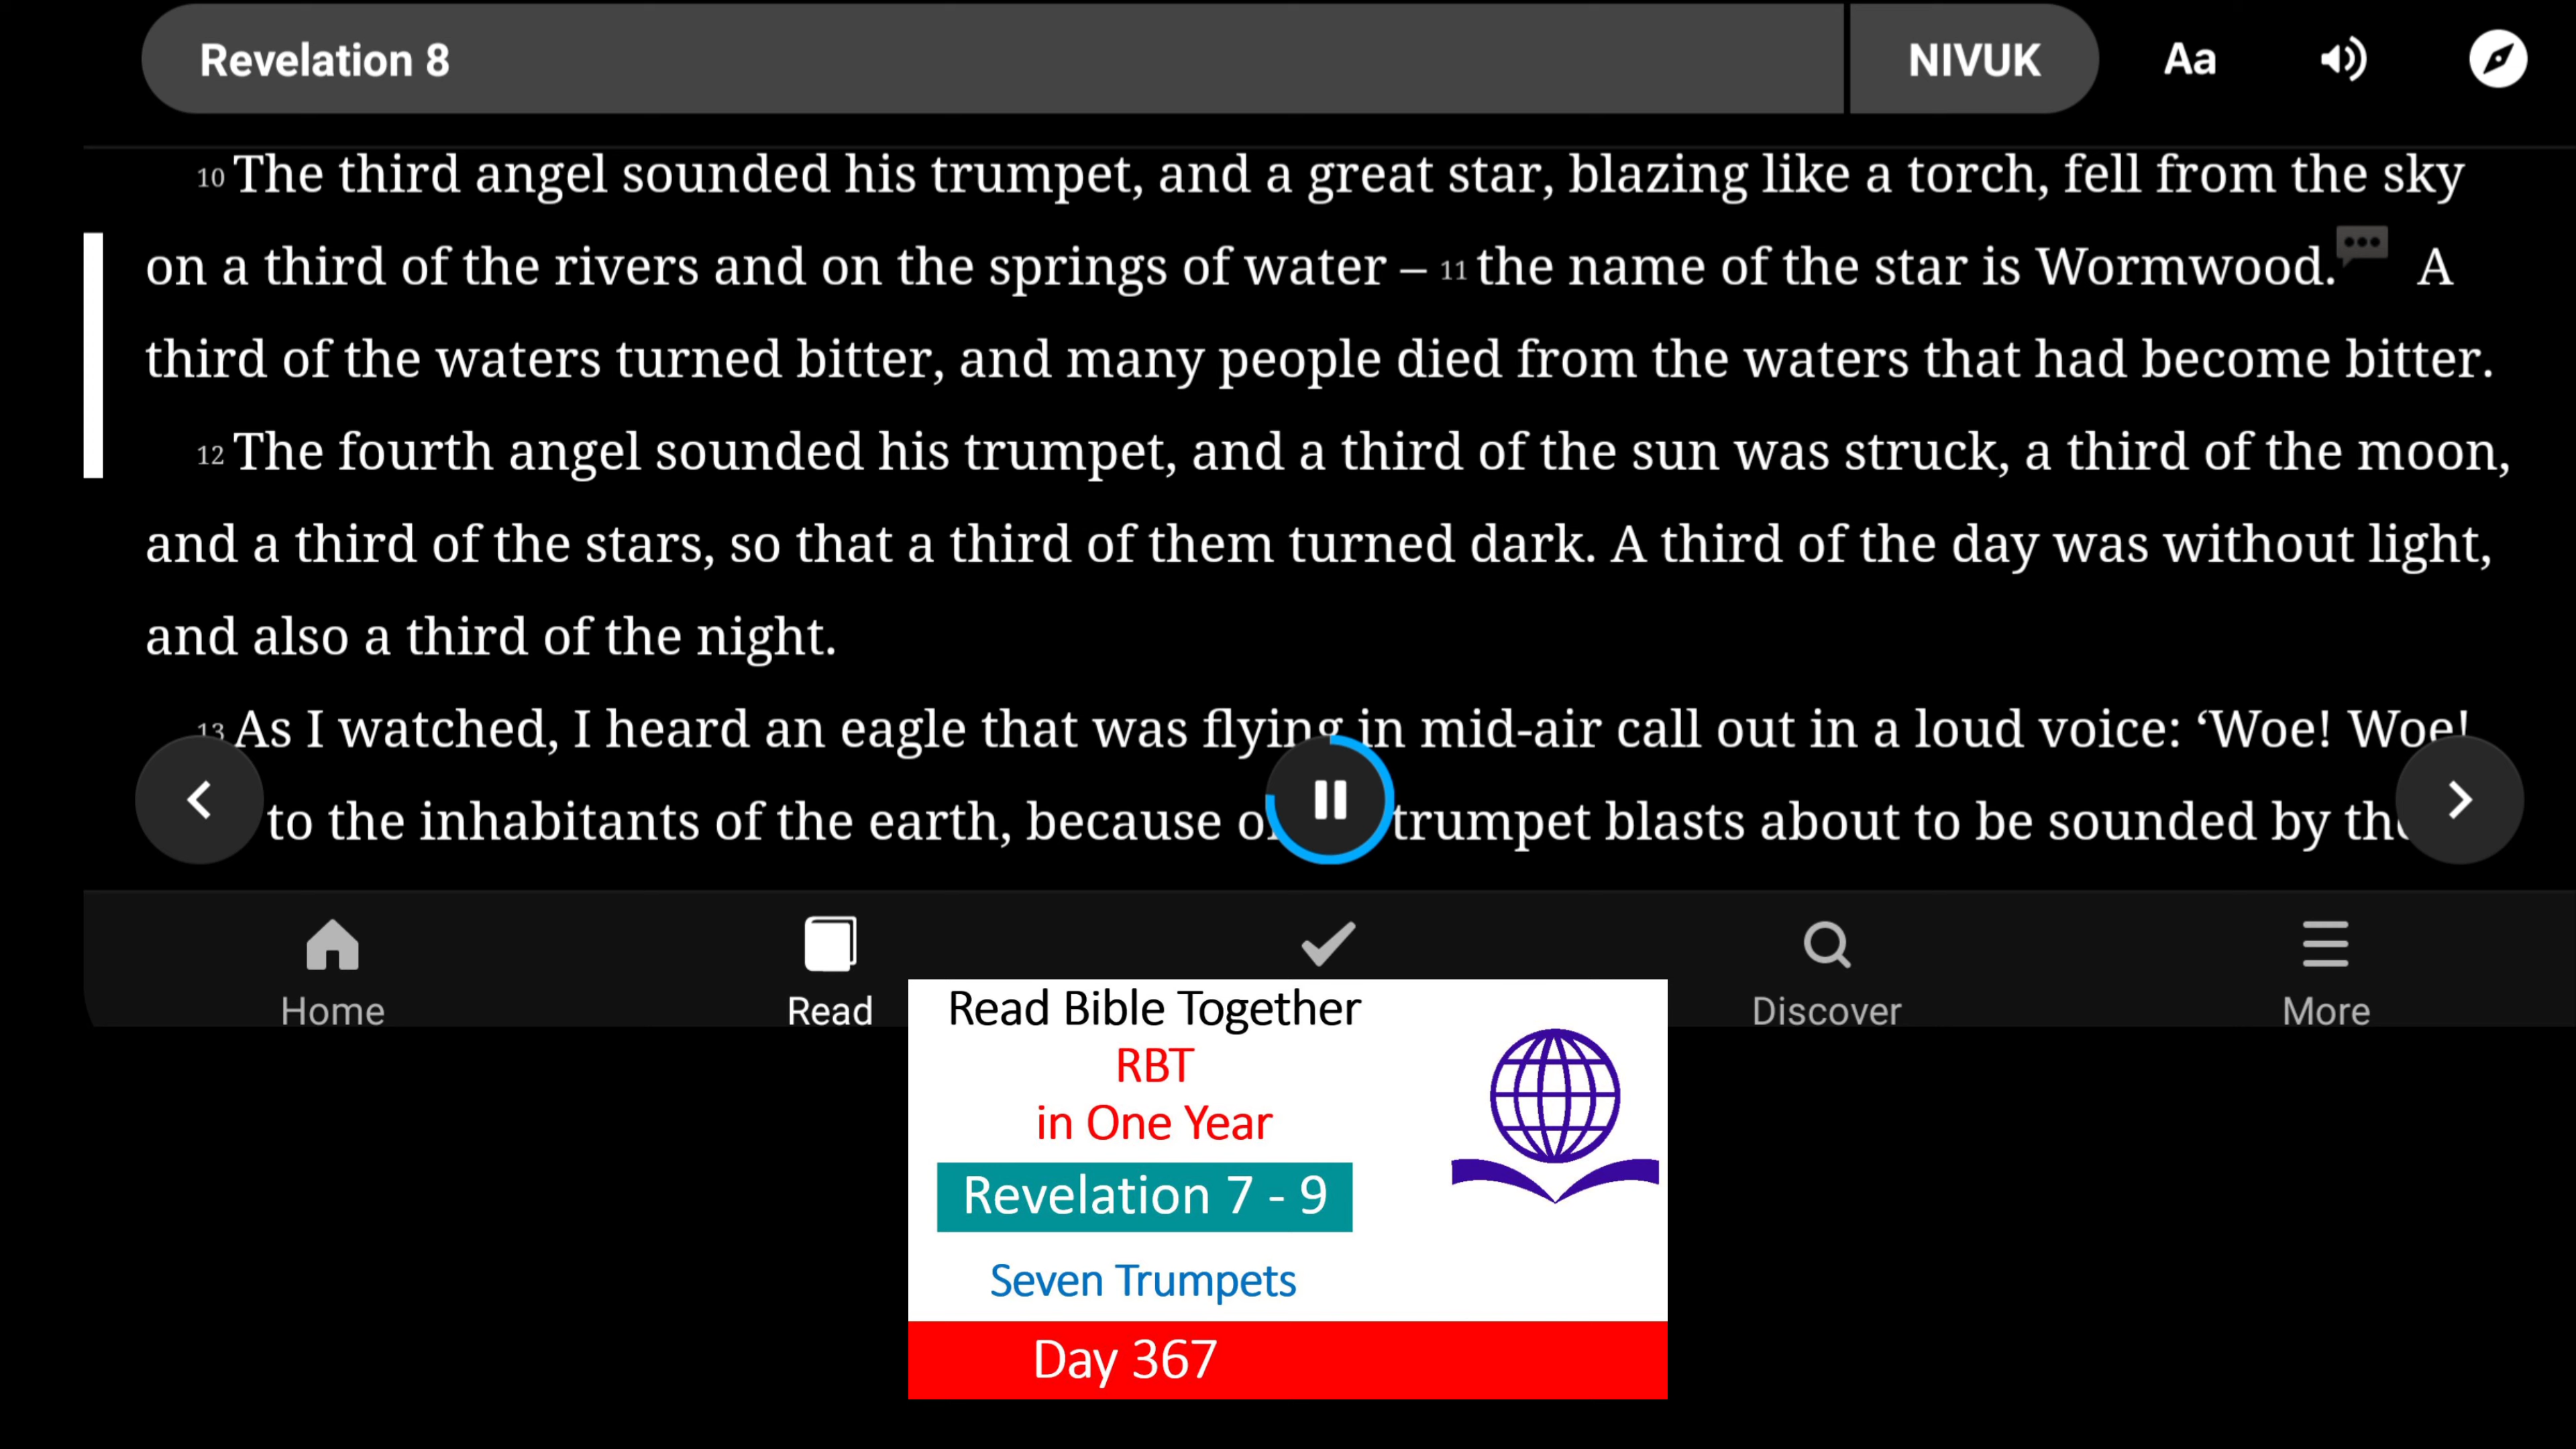 Revelation 8
NIVUK
Aa
10 The third angel sounded his trumpet, and a great star, blazing like a torch, fell from the sky
on a third of the rivers and on the springs of water – 11 the name of the star is Wormwood. A
third of the waters turned bitter, and many people died from the waters that had become bitter.
12 The fourth angel sounded his trumpet, and a third of the sun was struck, a third of the moon,
and a third of the stars, so that a third of them turned dark. A third of the day was without light,
and also a third of the night.
13 As I watched, I heard an eagle that was flying in mid-air call out in a loud voice: ‘Woe! Woe!
to the inhabitants of the earth, because trumpet blasts about to be sounded by
Home
Read
Discover
More
Read Bible Together
RBT
in One Year
Revelation 7 - 9
Seven Trumpets
Day 367